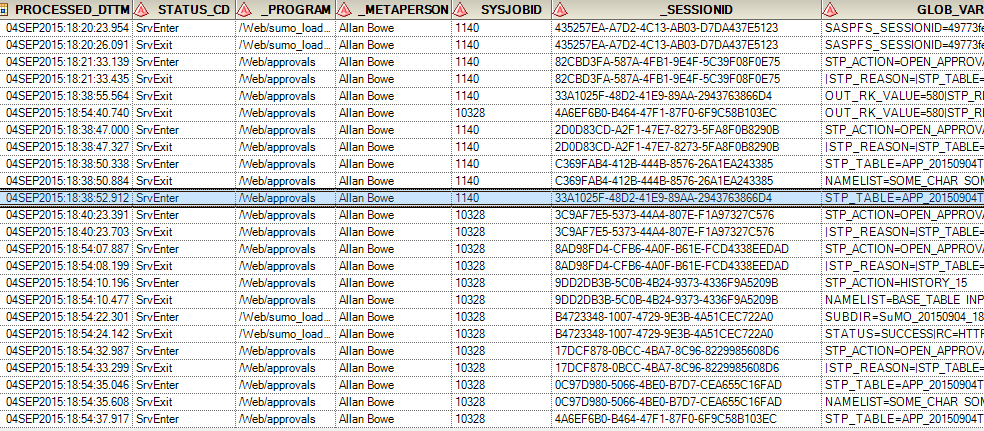 PROCESSED_DTTM STATUS_CD _PROGRAM _METAPERSON SYSJOBID _SESSIONID GLOB_VAR
04SEP2015:18:20:23.954 SrvEnter /Web/sumo_load... Allan Bowe 1140 435257EA-A7D2-4C13-AB03-D7DA437E5123 SASPFS_SESSIONID=49773fe
04SEP2015:18:20:26.091 SrvExit /Web/sumo_load... Allan Bowe 1140 435257EA-A7D2-4C13-AB03-D7DA437E5123 SASPFS_SESSIONID=49773fe
04SEP2015:18:21:33.139 SrvEnter /Web/approvals Allan Bowe 1140 82CBD3FA-587A-4FB1-9E4F-5C39F08F0E75 STP_ACTION=OPEN_APPROV
04SEP2015:18:21:33.435 SrvExit /Web/approvals Allan Bowe 1140 82CBD3FA-587A-4FB1-9E4F-5C39F08F0E75 |STP_REASON=|STP_TABLE=
04SEP2015:18:38:55.564 SrvExit /Web/approvals Allan Bowe 1140 33A1025F-48D2-41E9-89AA-2943763866D4 OUT_RK_VALUE=580|STP_R
04SEP2015:18:54:40.740 SrvExit /Web/approvals Allan Bowe 10328 4A6EF6B0-B464-47F1-87F0-6F9C58B103EC OUT_RK_VALUE=580|STP_R
04SEP2015:18:38:47.000 SrvEnter /Web/approvals Allan Bowe 1140 2D0D83CD-A2F1-47E7-8273-5FA8F0B8290B STP_ACTION=OPEN_APPROV
04SEP2015:18:38:47.327 SrvExit /Web/approvals Allan Bowe 1140 2D0D83CD-A2F1-47E7-8273-5FA8F0B8290B |STP_REASON=|STP_TABLE=
04SEP2015:18:38:50.338 SrvEnter /Web/approvals Allan Bowe 1140 C369FAB4-412B-444B-8576-26A1EA243385 STP_TABLE=APP_20150904T
04SEP2015:18:38:50.884 SrvExit /Web/approvals Allan Bowe 1140 C369FAB4-412B-444B-8576-26A1EA243385 NAMELIST=SOME_CHAR SOM
04SEP2015:18:38:52.912 SrvEnter /Web/approvals Allan Bowe 1140 33A1025F-48D2-41E9-89AA-2943763866D4 STP_TABLE=APP_20150904T
04SEP2015:18:40:23.391 SrvEnter /Web/approvals Allan Bowe 10328 3C9AF7E5-5373-44A4-807E-F1A97327C576 STP_ACTION=OPEN_APPROV
04SEP2015:18:40:23.703 SrvExit /Web/approvals Allan Bowe 10328 3C9AF7E5-5373-44A4-807E-F1A97327C576 |STP_REASON=|STP_TABLE=
04SEP2015:18:54:07.887 SrvEnter /Web/approvals Allan Bowe 10328 8AD98FD4-CFB6-4A0F-B61E-FCD4338EEDAD STP_ACTION=OPEN_APPROV
04SEP2015:18:54:08.199 SrvExit /Web/approvals Allan Bowe 10328 8AD98FD4-CFB6-4A0F-B61E-FCD4338EEDAD |STP_REASON=|STP_TABLE=
04SEP2015:18:54:10.196 SrvEnter /Web/approvals Allan Bowe 10328 9DD2DB3B-5C0B-4B24-9373-4336F9A5209B STP_ACTION=HISTORY_15
04SEP2015:18:54:10.477 SrvExit /Web/approvals Allan Bowe 10328 9DD2DB3B-5C0B-4B24-9373-4336F9A5209B NAMELIST=BASE_TABLE INP
04SEP2015:18:54:22.301 SrvEnter /Web/sumo_load... Allan Bowe 10328 B4723348-1007-4729-9E3B-4A51CEC722A0 SUBDIR=SuMO_20150904_18
04SEP2015:18:54:24.142 SrvExit /Web/sumo_load... Allan Bowe 10328 B4723348-1007-4729-9E3B-4A51CEC722A0 STATUS=SUCCESS|RC=HTTF
04SEP2015:18:54:32.987 SrvEnter /Web/approvals Allan Bowe 10328 17DCF878-0BCC-4BA7-8C96-8229985608D6 STP_ACTION=OPEN_APPROV
04SEP2015:18:54:33.299 SrvExit /Web/approvals Allan Bowe 10328 17DCF878-0BCC-4BA7-8C96-8229985608D6 |STP_REASON=|STP_TABLE=
04SEP2015:18:54:35.046 SrvEnter /Web/approvals Allan Bowe 10328 0C97D980-5066-4BE0-B7D7-CEA655C16FAD STP_TABLE=APP_20150904T
04SEP2015:18:54:35.608 SrvExit /Web/approvals Allan Bowe 10328 0C97D980-5066-4BE0-B7D7-CEA655C16FAD NAMELIST=SOME_CHAR SOM
04SEP2015:18:54:37.917 SrvEnter /Web/approvals Allan Bowe 10328 4A6EF6B0-B464-47F1-87F0-6F9C58B103EC STP_TABLE=APP_20150904T